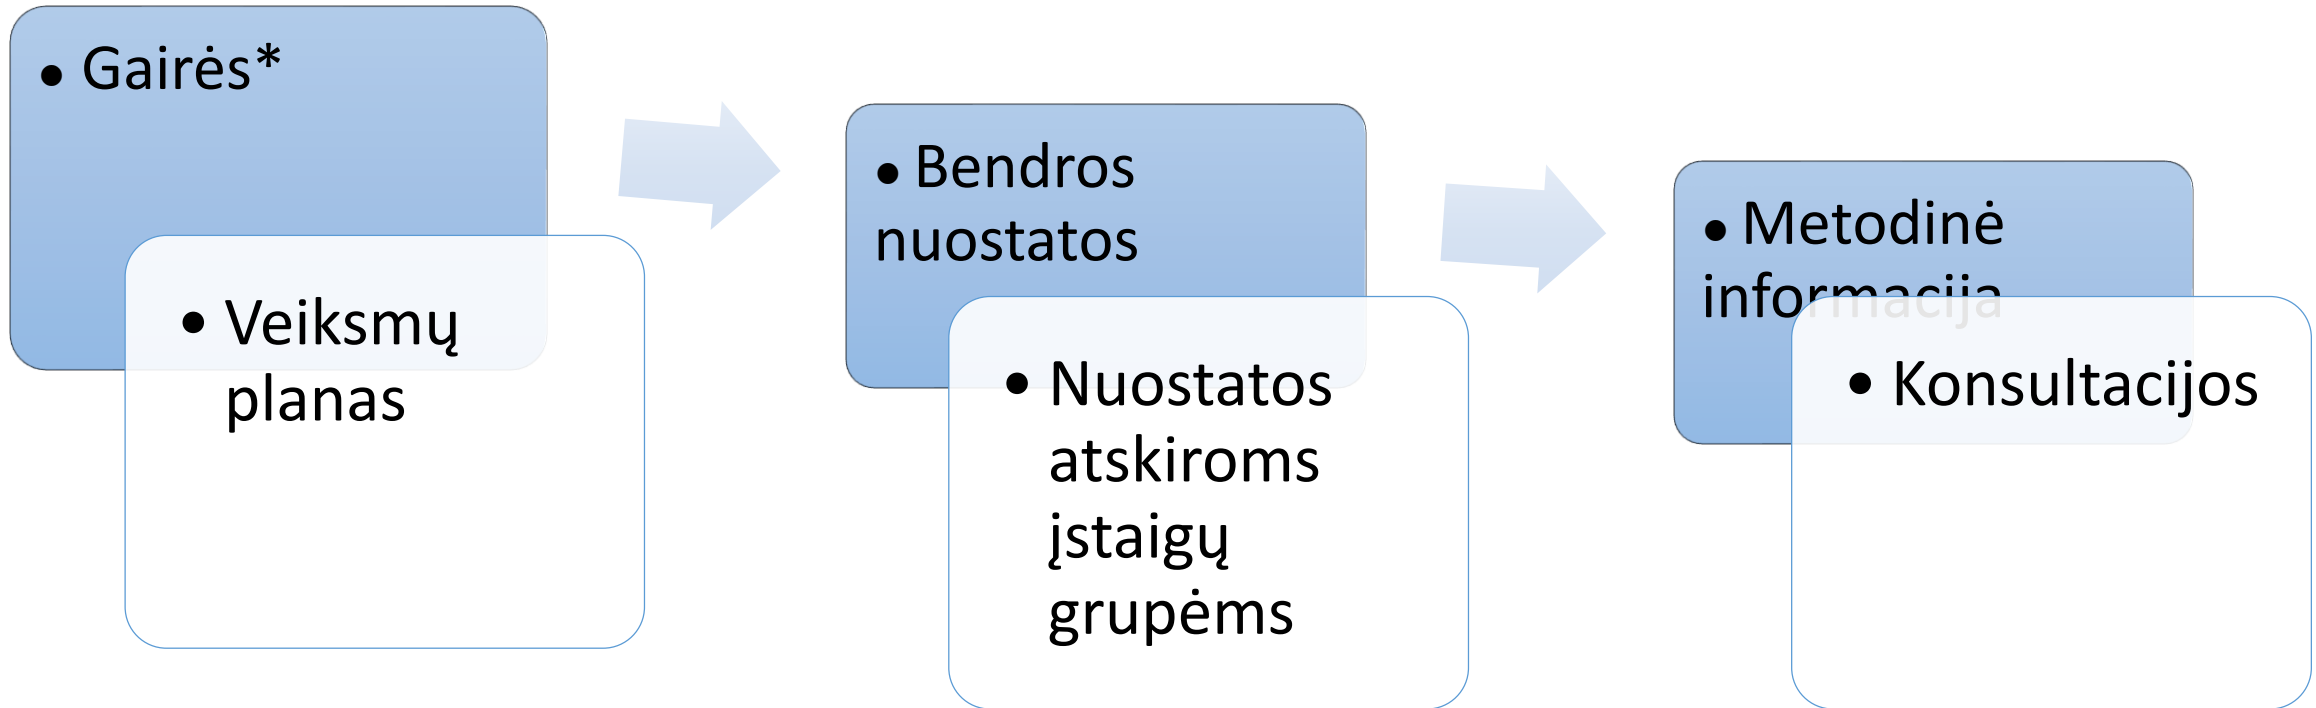 • Gairės*
• Veiksmų
planas
• Bendros
nuostatos
• Nuostatos
atskiroms
įstaigų
grupėms
• Metodinė
informacija
• Konsultacijos